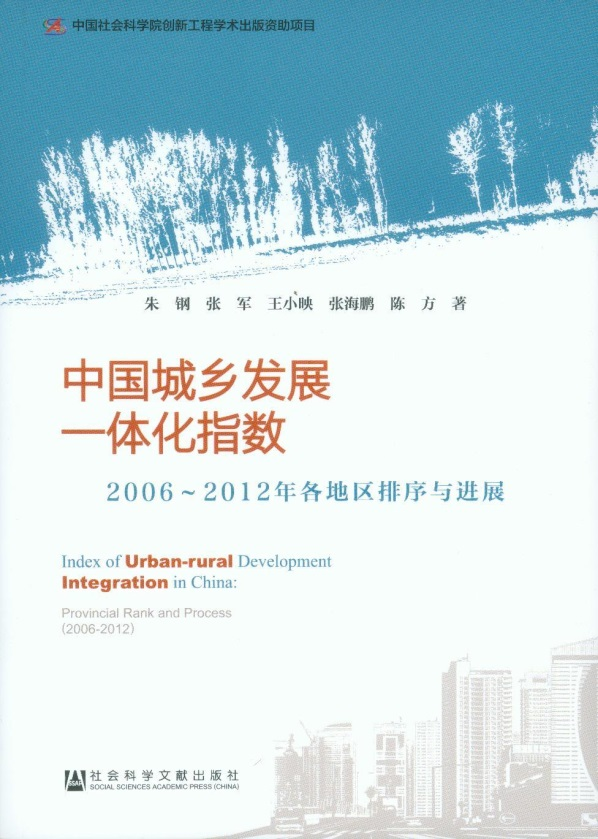 中国社会科学院创新工程学术出版资助项目
朱 钢 张 军 王小映 张海鹏 陈 方 著
中国城乡发展
一体化指数
2006～2012年各地区排序与进展
Index of Urban-rural Development
Integration in China:
Provincial Rank and Process
(2006-2012)
社会科学文献出版社
SOCIAL SCIENCES ACADEMIC PRESS (CHINA)